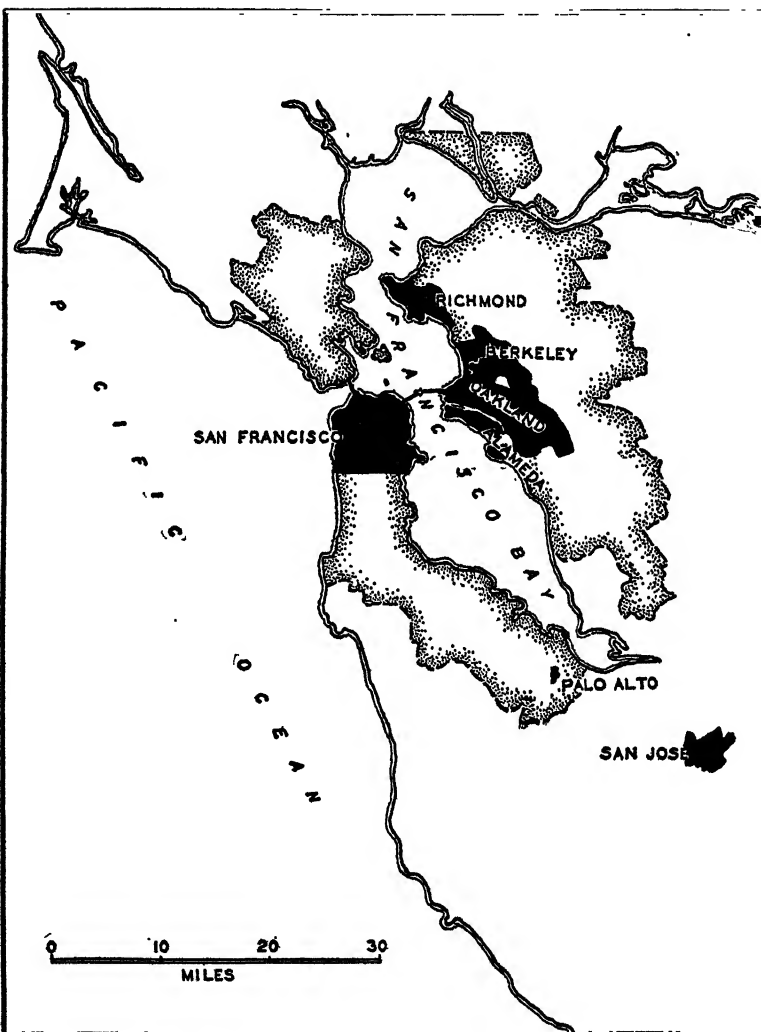 SAN FRANCISCO BAY
RICHMOND
BERKELEY
OAKLAND
ALAMEDA
SAN FRANCISCO
PACIFIC OCEAN
PALO ALTO
SAN JOSE
0 10 20 30
MILES